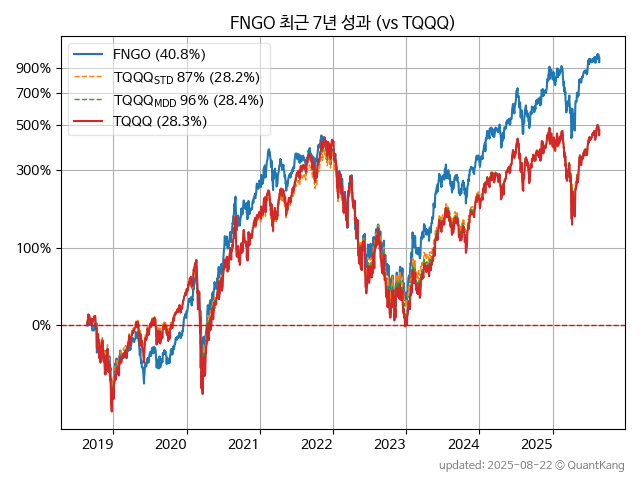 FNGO 최근 7년 성과 (vs TQQQ)
FNGO (40.8%)
TQQQSTD 87% (28.2%)
TQQQMDD 96% (28.4%)
TQQQ (28.3%)
900%
700%
500%
300%
100%
0%
2019 2020 2021 2022 2023 2024 2025
updated: 2025-08-22 © QuantKang